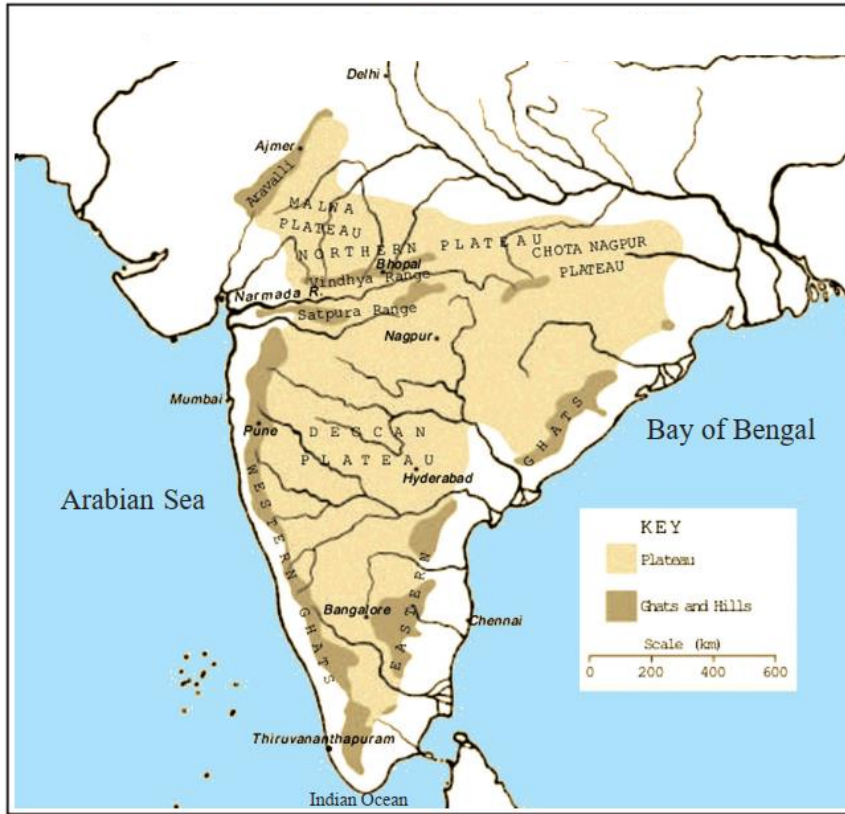 Delhi
Ajmer
Aravalli
MALWA
PLATEAU
NORTHERN PLATEAU
CHOTA NAGPUR
PLATEAU
Bhopal
Vindhya Range
Narmada R.
Satpura Range
Nagpur
Mumbai
Pune
DECCAN
PLATEAU
Hyderabad
GHATS
Bay of Bengal
Arabian Sea
WESTERN GHATS
EASTERN
Bangalore
Chennai
Thiruvananthapuram
Indian Ocean
KEY
Plateau
Ghats and Hills
Scale (km)
0 200 400 600